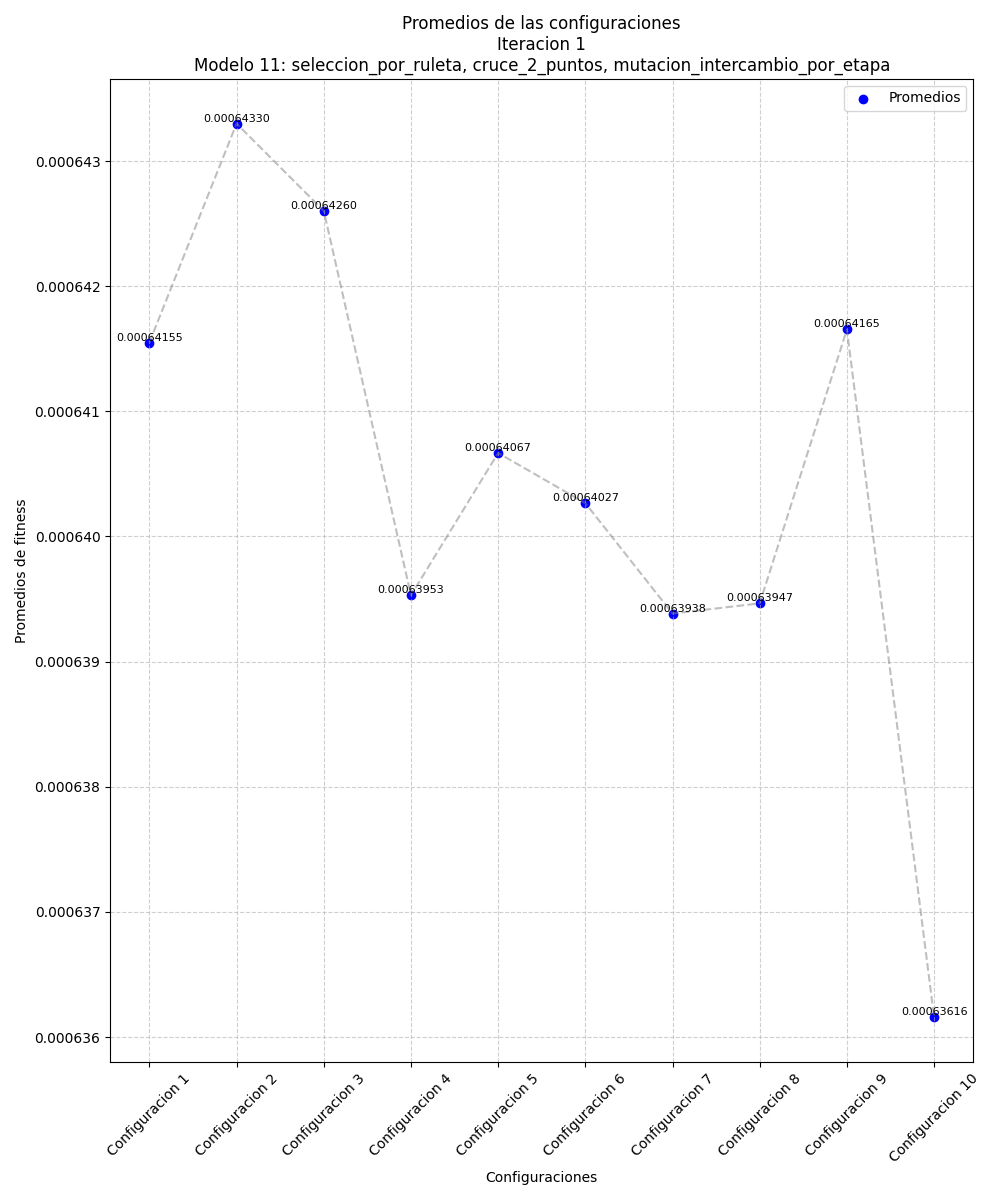 Promedios de las configuraciones
Iteracion 1
Modelo 11: seleccion_por_ruleta, cruce_2_puntos, mutacion_intercambio_por_etapa
Promedios
0.00064330
0.000643
0.00064260
0.000642
0.00064155
0.00064165
0.000641
0.00064067
0.00064027
0.000640
0.00063953
0.00063938
0.00063947
0.000639
0.000638
0.000637
0.00063616
0.000636
Promedios de fitness
Configuracion 1
Configuracion 2
Configuracion 3
Configuracion 4
Configuracion 5
Configuracion 6
Configuracion 7
Configuracion 8
Configuracion 9
Configuracion 10
Configuraciones